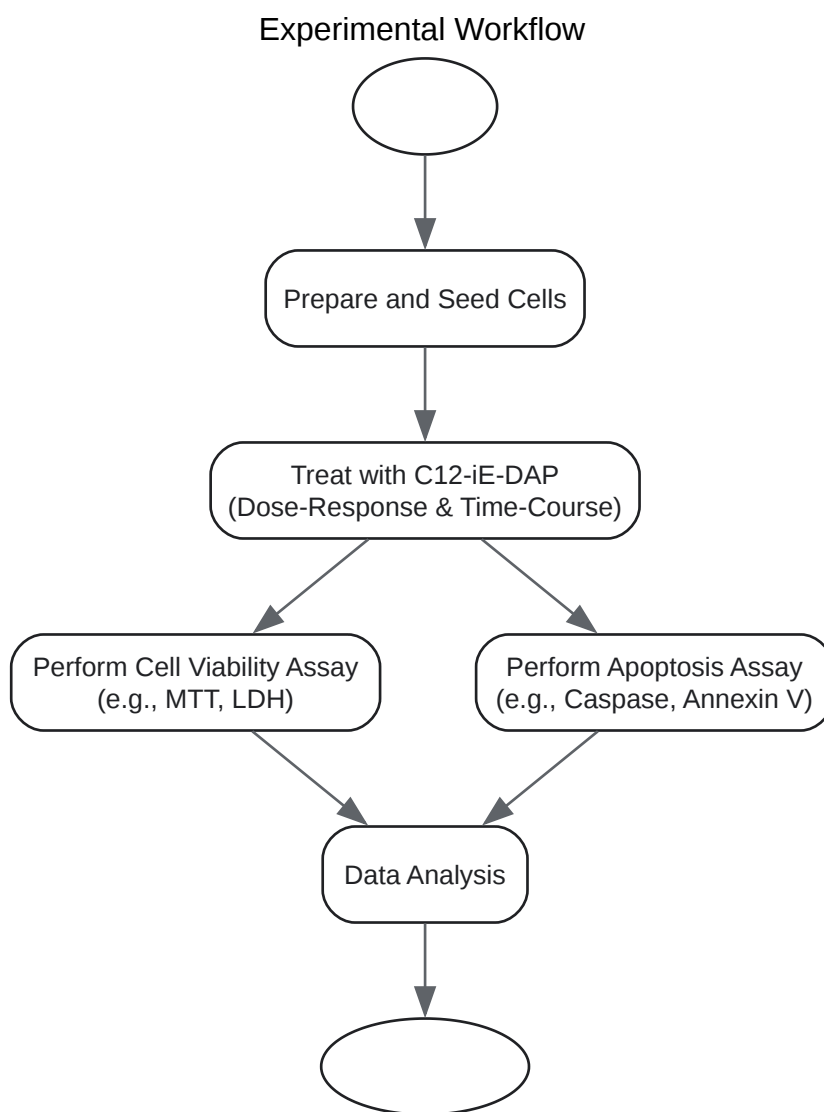 Experimental Workflow
Prepare and Seed Cells
Treat with C12-iE-DAP
(Dose-Response & Time-Course)
Perform Cell Viability Assay
(e.g., MTT, LDH)
Perform Apoptosis Assay
(e.g., Caspase, Annexin V)
Data Analysis